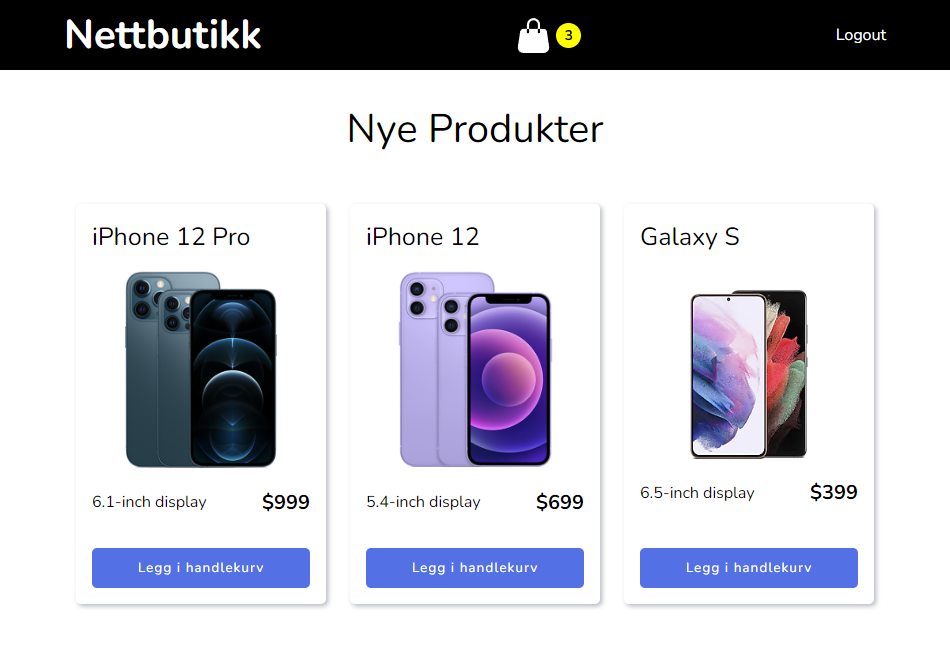 Nettbutikk
3
Logout
Nye Produkter
iPhone 12 Pro
6.1-inch display $999
Legg i handlekurv
iPhone 12
5.4-inch display $699
Legg i handlekurv
Galaxy S
6.5-inch display $399
Legg i handlekurv